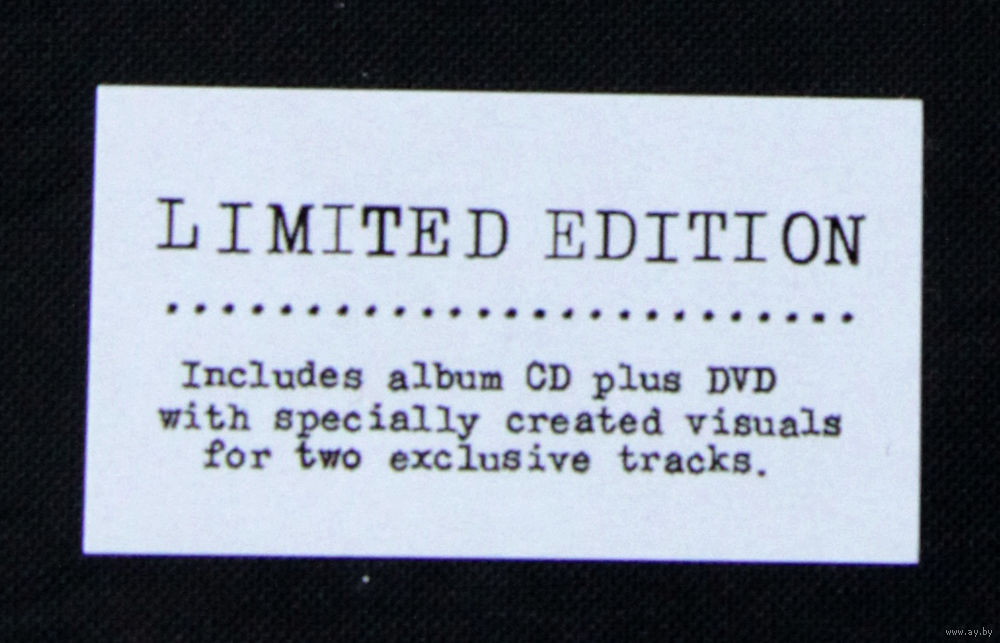 LIMITED EDITION
............................
Includes album CD plus DVD
with specially created visuals
for two exclusive tracks.
www.ay.by